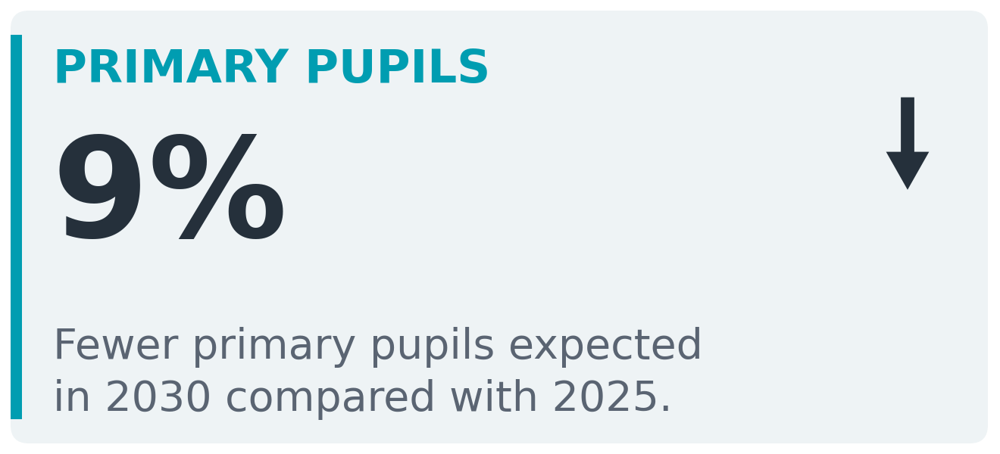 PRIMARY PUPILS
9%
Fewer primary pupils expected
in 2030 compared with 2025.